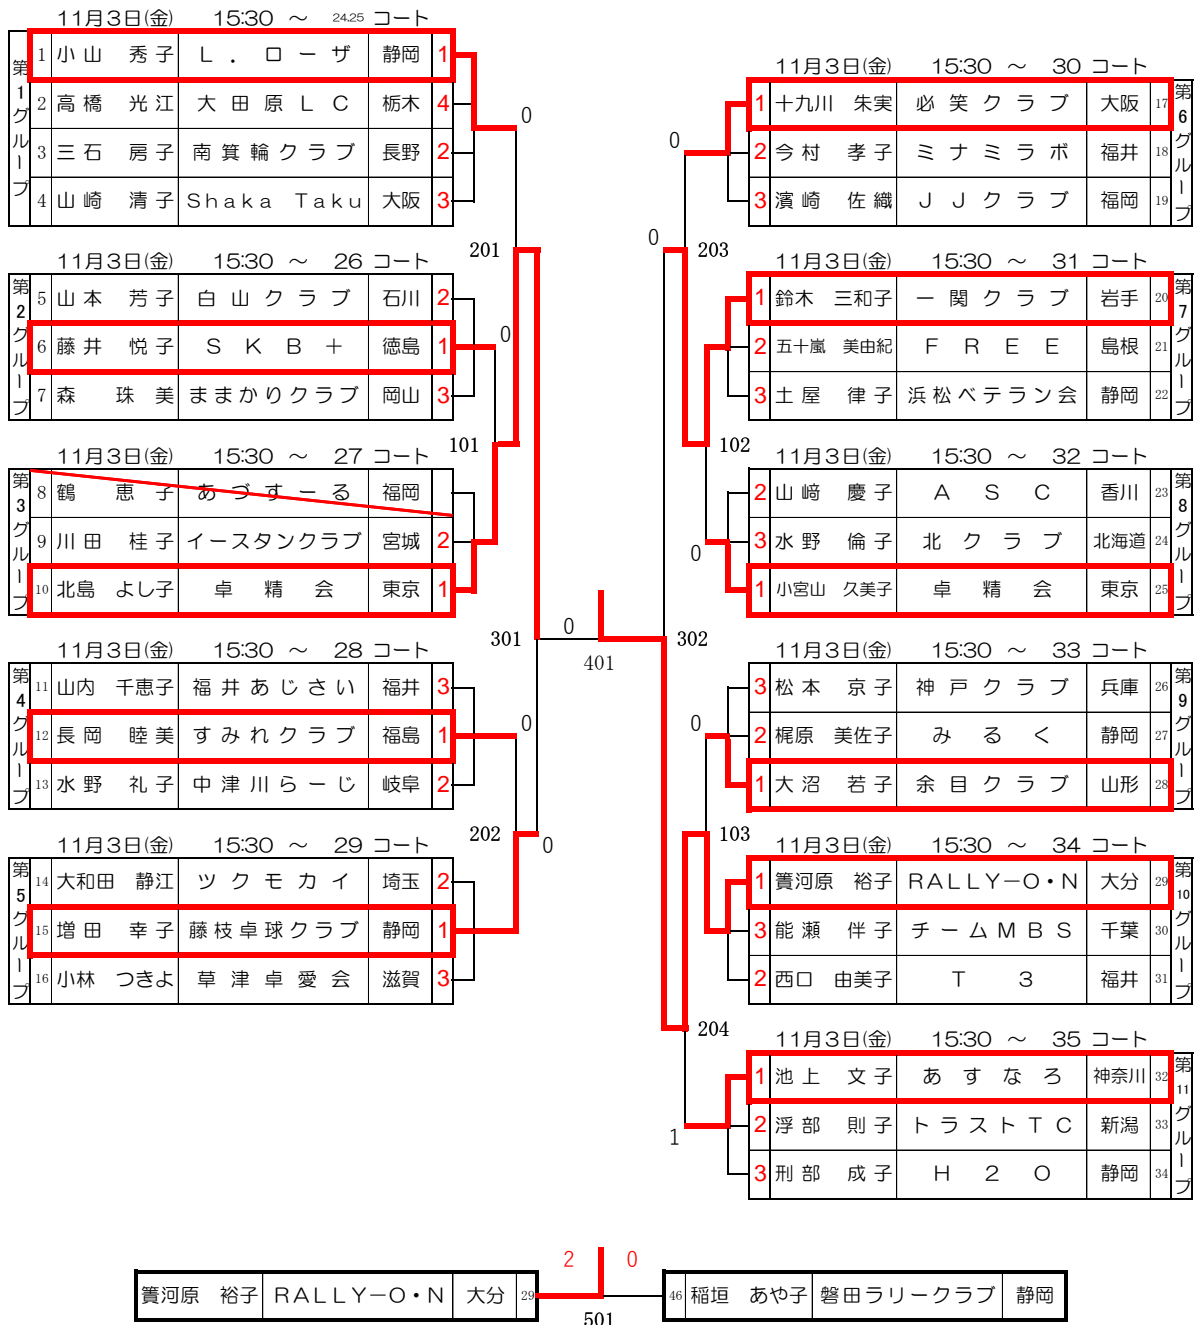 11月3日(金) 15:30 ～ 24.25 コート
第1グループ
1 小山 秀子 L．ローザ 静岡 1
2 高橋 光江 大田原LC 栃木 4
3 三石 房子 南箕輪クラブ 長野 2
4 山崎 清子 Shaka Taku 大阪 3
11月3日(金) 15:30 ～ 26 コート
第2グループ
5 山本 芳子 白山クラブ 石川 2
6 藤井 悦子 SKB＋ 徳島 1
7 森 珠美 ままかりクラブ 岡山 3
11月3日(金) 15:30 ～ 27 コート
第3グループ
8 鶴 恵子 あづすーる 福岡
9 川田 桂子 イースタンクラブ 宮城 2
10 北島 よし子 卓精会 東京 1
11月3日(金) 15:30 ～ 28 コート
第4グループ
11 山内 千恵子 福井あじさい 福井 3
12 長岡 睦美 すみれクラブ 福島 1
13 水野 礼子 中津川らーじ 岐阜 2
11月3日(金) 15:30 ～ 29 コート
第5グループ
14 大和田 静江 ツクモカイ 埼玉 2
15 増田 幸子 藤枝卓球クラブ 静岡 1
16 小林 つきよ 草津卓愛会 滋賀 3
0
201
0
101
301
0
202
0
0
401
11月3日(金) 15:30 ～ 30 コート
第6グループ
1 十九川 朱実 必笑クラブ 大阪 17
2 今村 孝子 ミナミラボ 福井 18
3 濱崎 佐織 JJクラブ 福岡 19
11月3日(金) 15:30 ～ 31 コート
第7グループ
1 鈴木 三和子 一関クラブ 岩手 20
2 五十嵐 美由紀 FREE 島根 21
3 土屋 律子 浜松ベテラン会 静岡 22
11月3日(金) 15:30 ～ 32 コート
第8グループ
2 山﨑 慶子 ASC 香川 23
3 水野 倫子 北クラブ 北海道 24
1 小宮山 久美子 卓精会 東京 25
11月3日(金) 15:30 ～ 33 コート
第9グループ
3 松本 京子 神戸クラブ 兵庫 26
2 梶原 美佐子 みるく 静岡 27
1 大沼 若子 余目クラブ 山形 28
11月3日(金) 15:30 ～ 34 コート
第10グループ
1 簀河原 裕子 RALLY－O・N 大分 29
3 能瀬 伴子 チームMBS 千葉 30
2 西口 由美子 T3 福井 31
11月3日(金) 15:30 ～ 35 コート
第11グループ
1 池上 文子 あすなろ 神奈川 32
2 浮部 則子 トラストTC 新潟 33
3 刑部 成子 H2O 静岡 34
0
0
203
102
0
302
0
103
204
1
2 0
簀河原 裕子 RALLY－O・N 大分 29
501
46 稲垣 あや子 磐田ラリークラブ 静岡